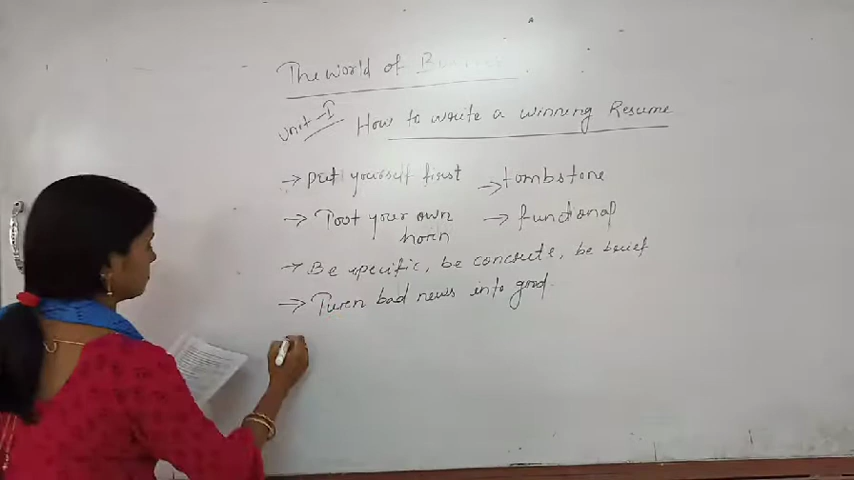 The world of Business
Unit-I How to write a winning Resume
→ Put yourself first → tombstone
→ Toot your own horn → functional
→ Be specific, be concrete, be brief
→ Turn bad news into good.